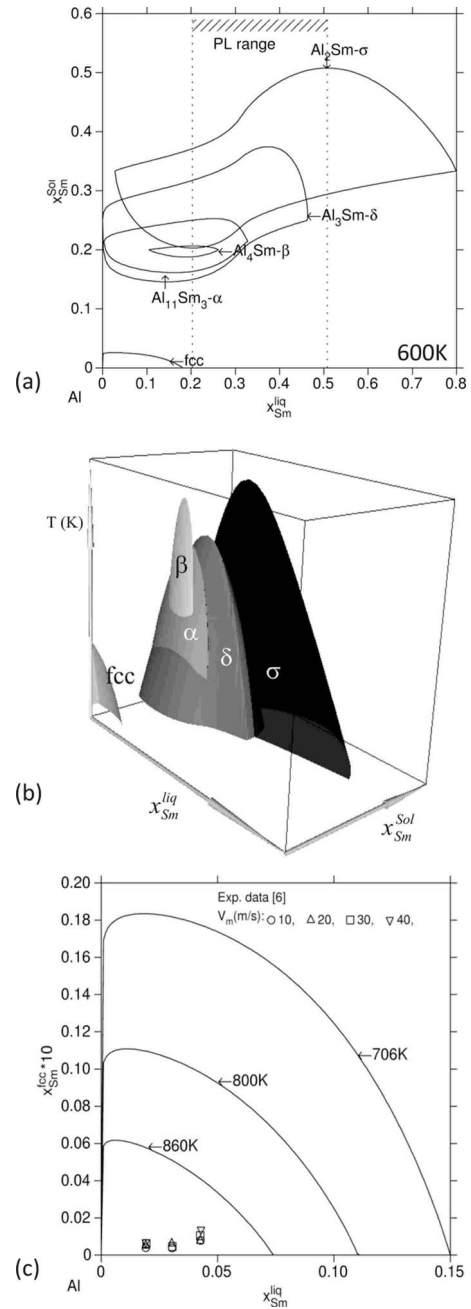 0.6
PL range
Al2Sm-σ
0.5
0.4
x_Sm^Sol
0.3
Al3Sm-δ
0.2
Al4Sm-β
0.1
Al11Sm3-α
fcc
600K
0
0 0.1 0.2 0.3 0.4 0.5 0.6 0.7 0.8
(a)
Al
x_Sm^liq
T (K)
β
α
δ
σ
fcc
(b)
x_Sm^liq
x_Sm^Sol
0.20
Exp. data [6]
V_m(m/s): ○ 10, △ 20, □ 30, ▽ 40,
0.18
0.16
0.14
0.12
x_Sm^fcc*10
0.10
706K
800K
0.08
0.06
860K
0.04
0.02
0
0 0.05 0.10 0.15
(c)
Al
x_Sm^liq